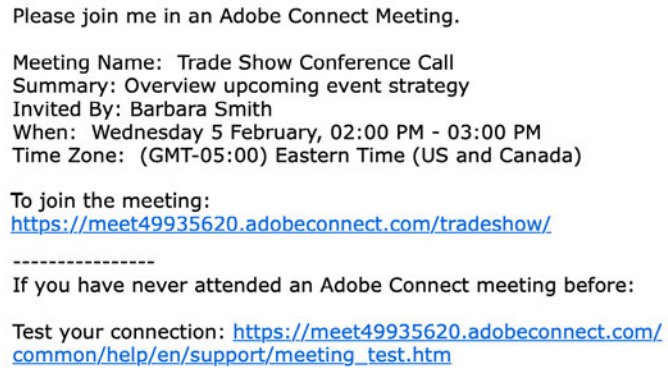 Please join me in an Adobe Connect Meeting.
Meeting Name:  Trade Show Conference Call
Summary: Overview upcoming event strategy
Invited By: Barbara Smith
When:  Wednesday 5 February, 02:00 PM - 03:00 PM
Time Zone:  (GMT-05:00) Eastern Time (US and Canada)
To join the meeting:
https://meet49935620.adobeconnect.com/tradeshow/
----------------
If you have never attended an Adobe Connect meeting before:
Test your connection: https://meet49935620.adobeconnect.com/
common/help/en/support/meeting_test.htm